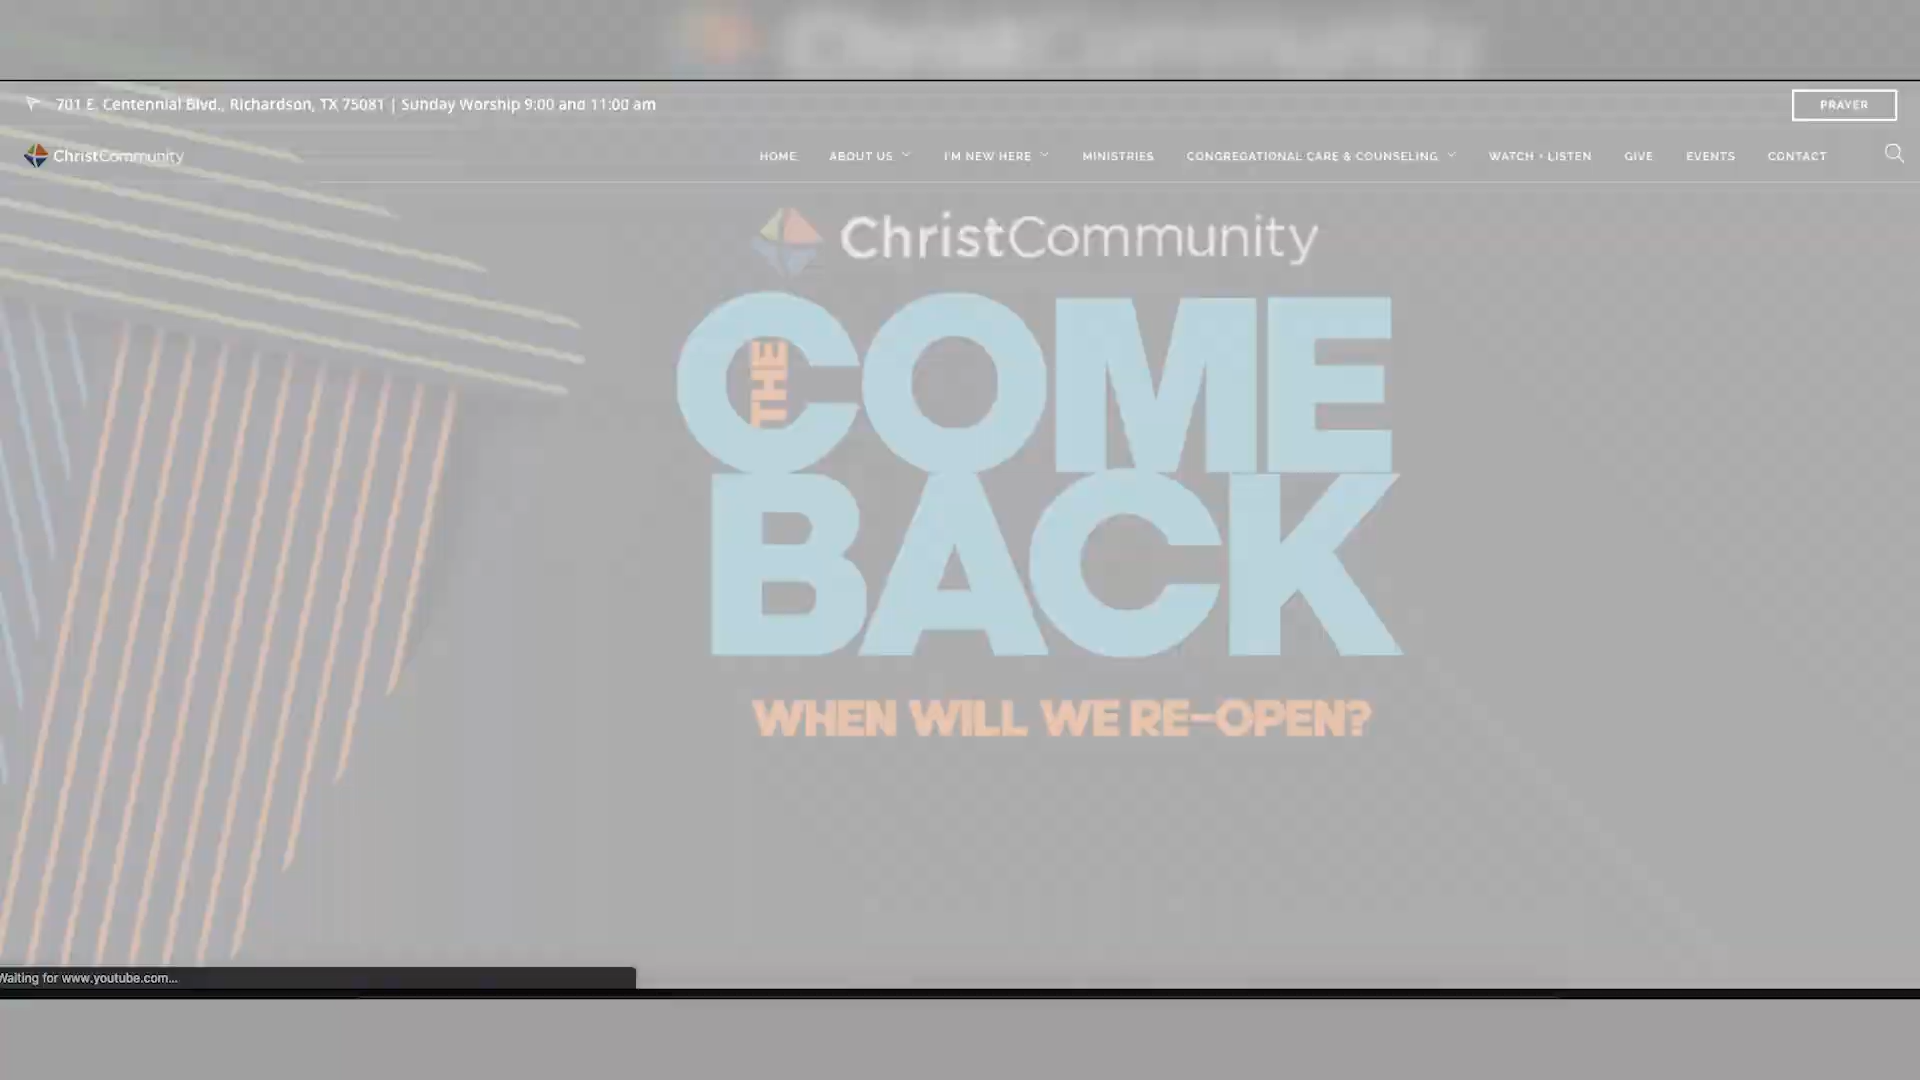 ChristCommunity
701 E. Centennial Blvd., Richardson, TX 75081 | Sunday Worship 9:00 and 11:00 am
PRAYER
ChristCommunity
HOME ABOUT US I'M NEW HERE MINISTRIES CONGREGATIONAL CARE & COUNSELING WATCH + LISTEN GIVE EVENTS CONTACT
ChristCommunity
THE
COME
BACK
WHEN WILL WE RE-OPEN?
Waiting for www.youtube.com...